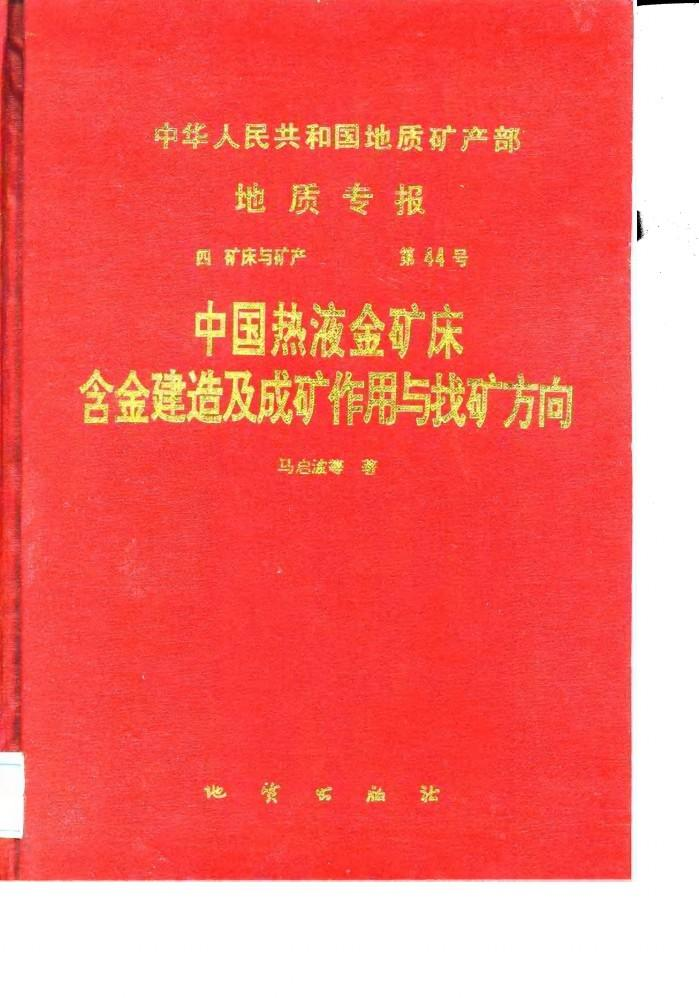 中华人民共和国地质矿产部
地质专报
四 矿床与矿产 第44号
中国热液金矿床
含金建造及成矿作用与找矿方向
马启波等 著
地质出版社